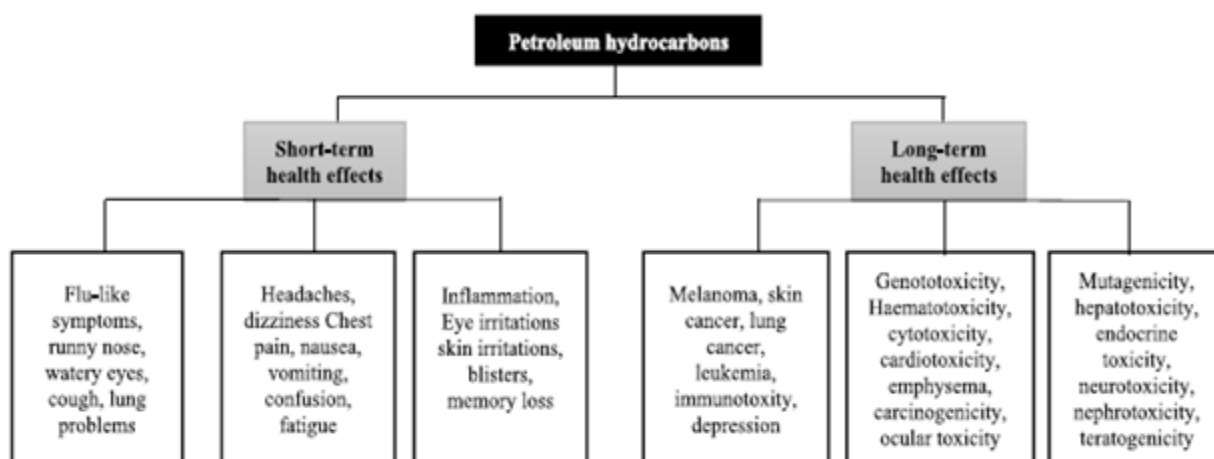 Petroleum hydrocarbons
Short-term
health effects
Long-term
health effects
Flu-like
symptoms,
runny nose,
watery eyes,
cough, lung
problems
Headaches,
dizziness Chest
pain, nausea,
vomiting,
confusion,
fatigue
Inflammation,
Eye irritations
skin irritations,
blisters,
memory loss
Melanoma, skin
cancer, lung
cancer,
leukemia,
immunotoxity,
depression
Genototoxicity,
Haematotoxicity,
cytotoxicity,
cardiotoxicity,
emphysema,
carcinogenicity,
ocular toxicity
Mutagenicity,
hepatotoxicity,
endocrine
toxicity,
neurotoxicity,
nephrotoxicity,
teratogenicity